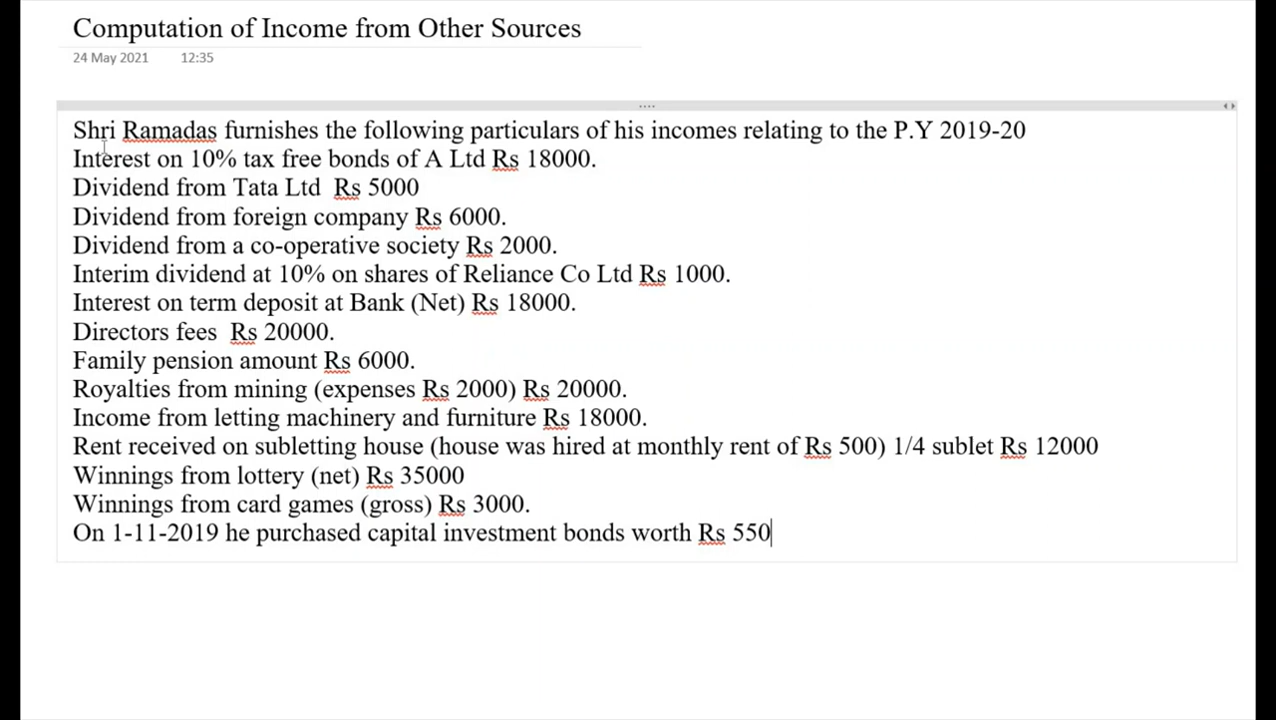 Computation of Income from Other Sources
24 May 2021 12:35
Shri Ramadas furnishes the following particulars of his incomes relating to the P.Y 2019-20
Interest on 10% tax free bonds of A Ltd Rs 18000.
Dividend from Tata Ltd Rs 5000
Dividend from foreign company Rs 6000.
Dividend from a co-operative society Rs 2000.
Interim dividend at 10% on shares of Reliance Co Ltd Rs 1000.
Interest on term deposit at Bank (Net) Rs 18000.
Directors fees Rs 20000.
Family pension amount Rs 6000.
Royalties from mining (expenses Rs 2000) Rs 20000.
Income from letting machinery and furniture Rs 18000.
Rent received on subletting house (house was hired at monthly rent of Rs 500) 1/4 sublet Rs 12000
Winnings from lottery (net) Rs 35000
Winnings from card games (gross) Rs 3000.
On 1-11-2019 he purchased capital investment bonds worth Rs 550